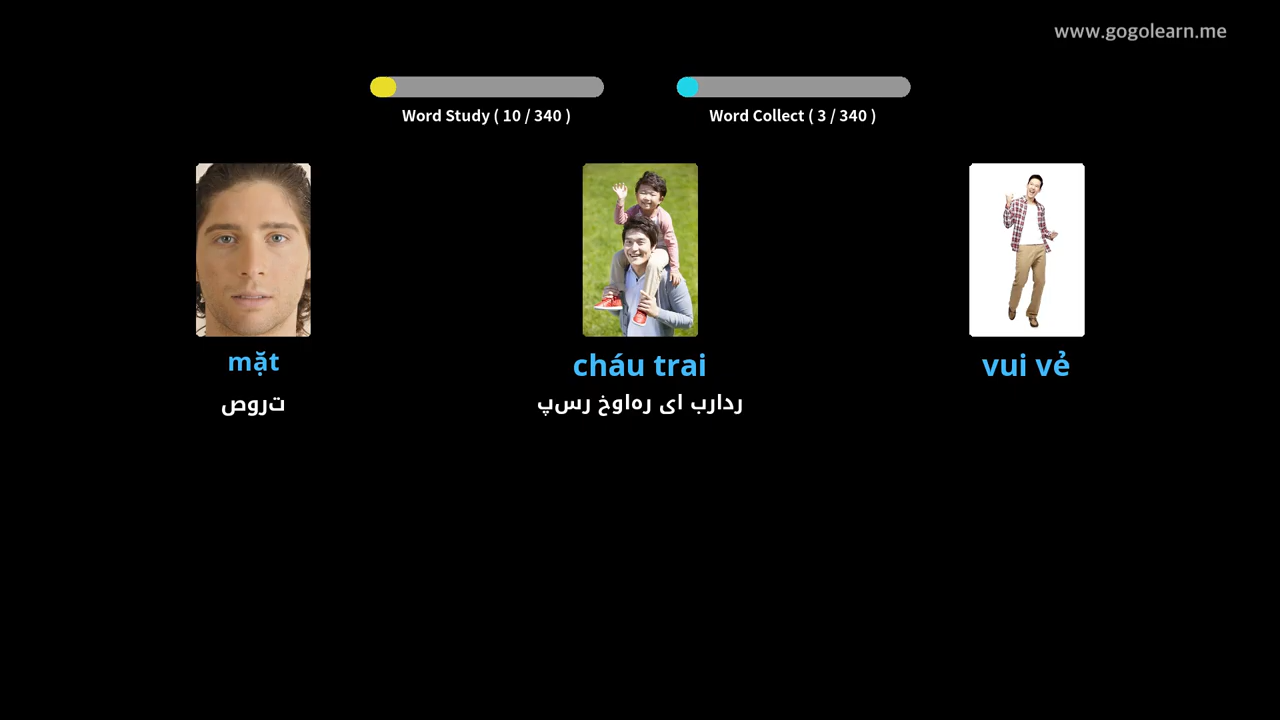 www.gogolearn.me
Word Study ( 10 / 340 )
Word Collect ( 3 / 340 )
mặt
cháu trai
vui vẻ
تروص
ردارب ای رهاوخ رسپ